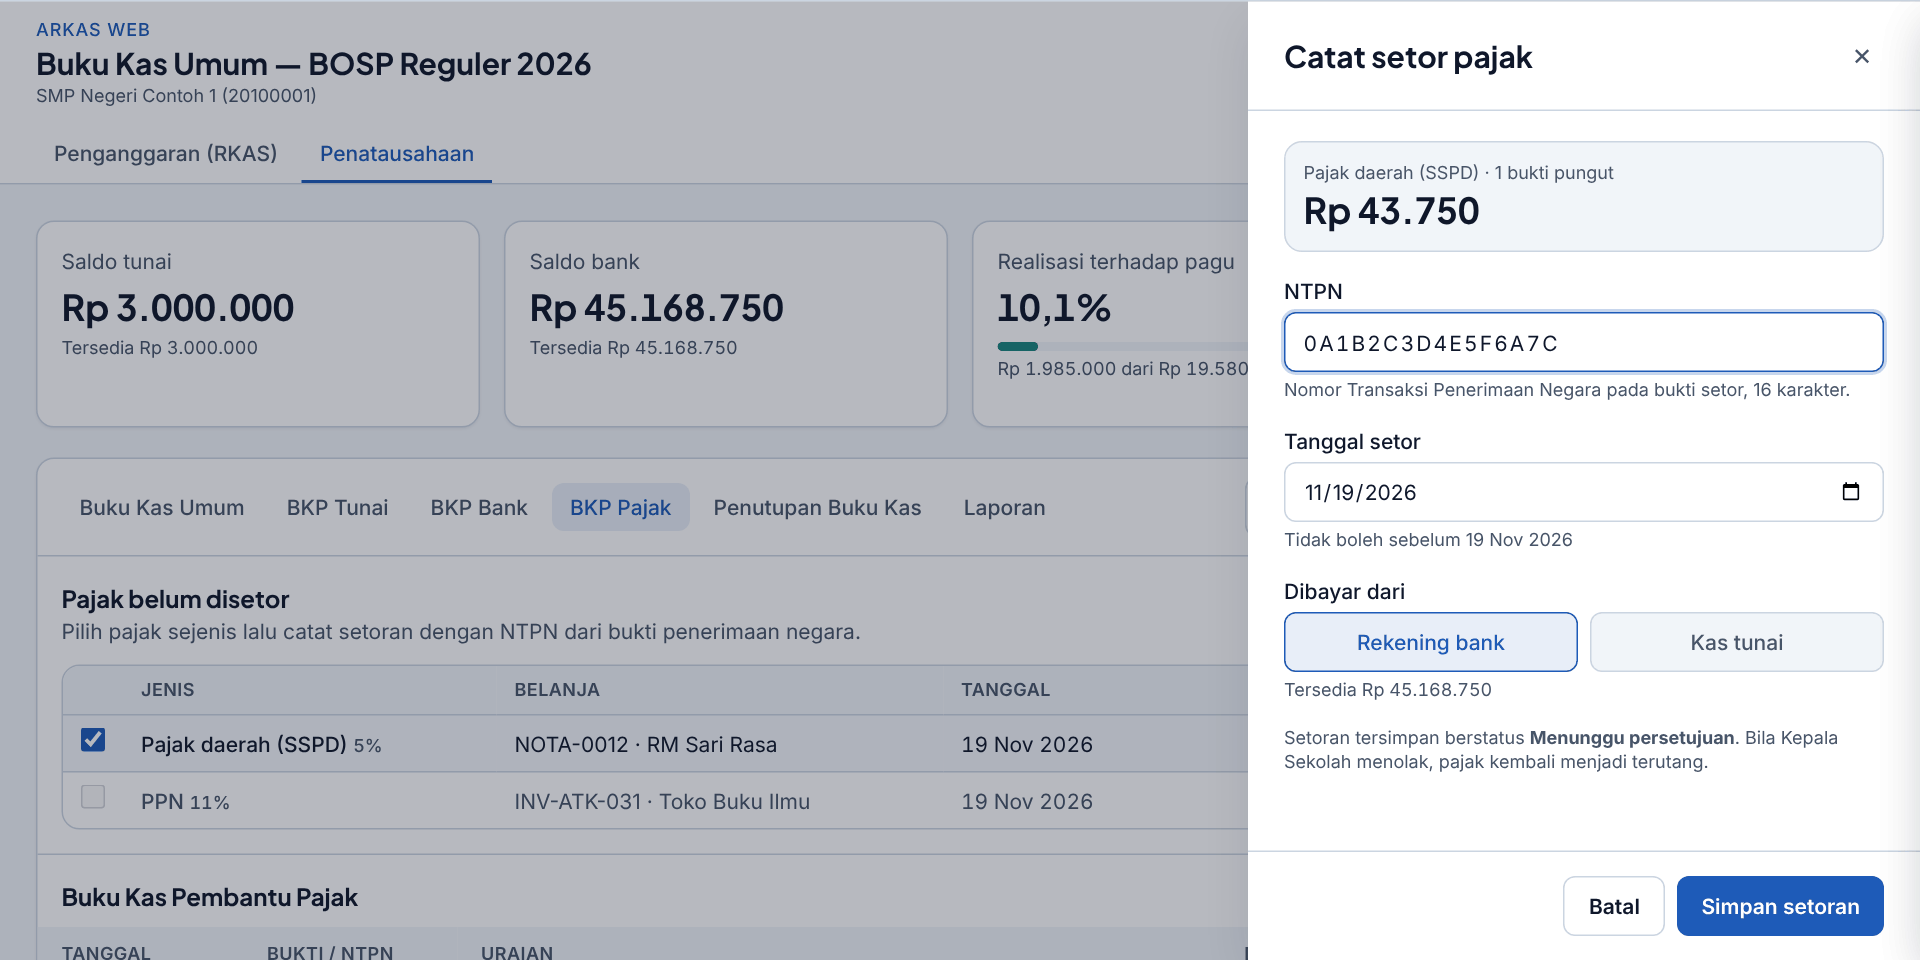 ARKAS WEB
Buku Kas Umum — BOSP Reguler 2026
SMP Negeri Contoh 1 (20100001)
Penganggaran (RKAS)
Penatausahaan
Saldo tunai
Rp 3.000.000
Tersedia Rp 3.000.000
Saldo bank
Rp 45.168.750
Tersedia Rp 45.168.750
Realisasi terhadap pagu
10,1%
Rp 1.985.000 dari Rp 19.580
Buku Kas Umum
BKP Tunai
BKP Bank
BKP Pajak
Penutupan Buku Kas
Laporan
Pajak belum disetor
Pilih pajak sejenis lalu catat setoran dengan NTPN dari bukti penerimaan negara.
JENIS BELANJA TANGGAL
Pajak daerah (SSPD) 5% NOTA-0012 · RM Sari Rasa 19 Nov 2026
PPN 11% INV-ATK-031 · Toko Buku Ilmu 19 Nov 2026
Buku Kas Pembantu Pajak
TANGGAL BUKTI / NTPN URAIAN
Catat setor pajak
Pajak daerah (SSPD) · 1 bukti pungut
Rp 43.750
NTPN
0A1B2C3D4E5F6A7C
Nomor Transaksi Penerimaan Negara pada bukti setor, 16 karakter.
Tanggal setor
11/19/2026
Tidak boleh sebelum 19 Nov 2026
Dibayar dari
Rekening bank
Kas tunai
Tersedia Rp 45.168.750
Setoran tersimpan berstatus Menunggu persetujuan. Bila Kepala
Sekolah menolak, pajak kembali menjadi terutang.
Batal
Simpan setoran